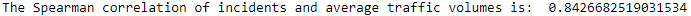 The Spearman correlation of incidents and average traffic volumes is:  0.8426682519031534